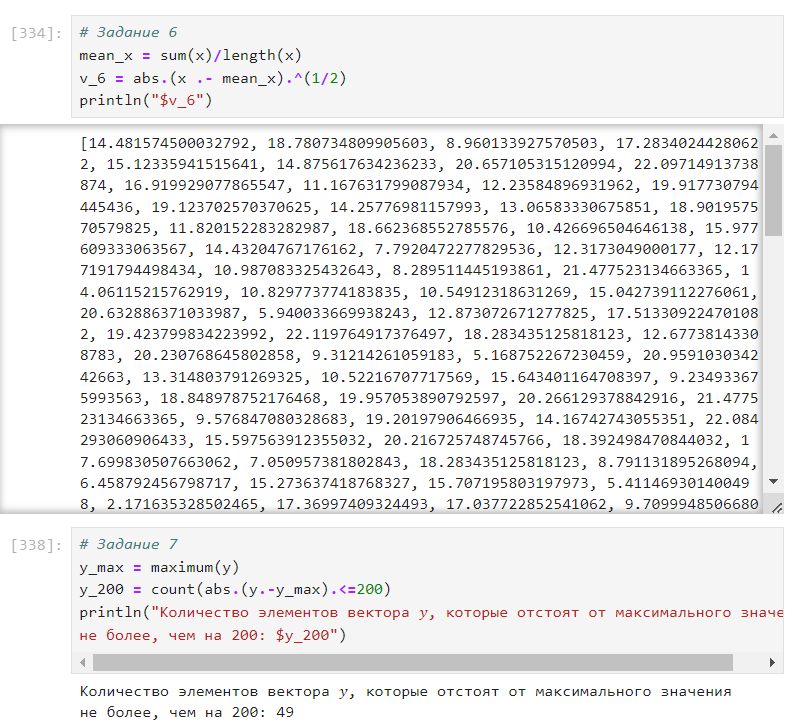 [334]: # Задание 6
mean_x = sum(x)/length(x)
v_6 = abs.(x .- mean_x).^(1/2)
println("$v_6")
[14.481574500032792, 18.780734809905603, 8.960133927570503, 17.2834024428062
2, 15.12335941515641, 14.875617634236233, 20.657105315120994, 22.09714913738
874, 16.919929077865547, 11.167631799087934, 12.23584896931962, 19.917730794
445436, 19.123702570370625, 14.25776981157993, 13.06583330675851, 18.9019575
70579825, 11.820152283282987, 18.662368552785576, 10.426696504646138, 15.977
609333063567, 14.43204767176162, 7.7920472277829536, 12.3173049000177, 12.17
7191794498434, 10.987083325432643, 8.289511445193861, 21.477523134663365, 1
4.06115215762919, 10.829773774183835, 10.54912318631269, 15.042739112276061,
20.632886371033987, 5.940033669938243, 12.873072671277825, 17.51330922470108
2, 19.423799834223992, 22.119764917376497, 18.283435125818123, 12.6773814330
8783, 20.230768645802858, 9.31214261059183, 5.168752267230459, 20.9591030342
42663, 13.314803791269325, 10.52216707717569, 15.643401164708397, 9.23493367
5993563, 18.848978752176468, 19.957053890792597, 20.266129378842916, 21.4775
23134663365, 9.576847080328683, 19.20197906466935, 14.16742743055351, 22.084
293060906433, 15.597563912355032, 20.216725748745766, 18.392498470844032, 1
7.699830507663062, 7.050957381802843, 18.283435125818123, 8.791131895268094,
6.458792456798717, 15.273637418768327, 15.707195803197973, 5.41146930140049
8, 2.171635328502465, 17.36997409324493, 17.037722852541062, 9.7099948506680
[338]: # Задание 7
y_max = maximum(y)
y_200 = count(abs.(y.-y_max).<=200)
println("Количество элементов вектора y, которые отстоят от максимального значе
не более, чем на 200: $y_200")
Количество элементов вектора y, которые отстоят от максимального значения
не более, чем на 200: 49